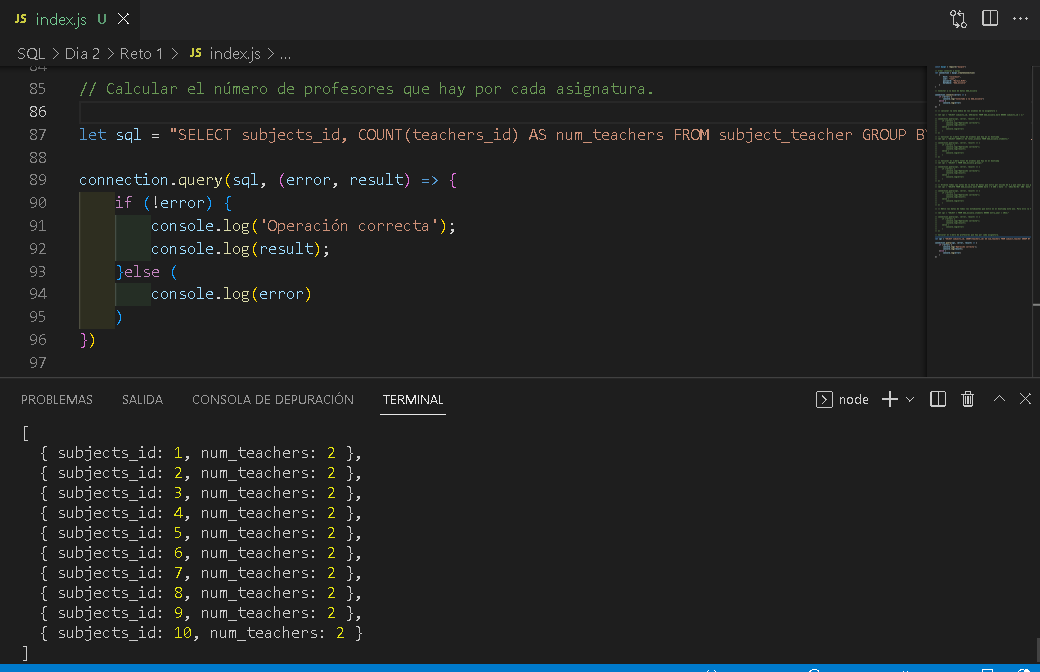 JS index.js U
SQL > Dia 2 > Reto 1 > JS index.js > ...
84
85 // Calcular el número de profesores que hay por cada asignatura.
86
87 let sql = "SELECT subjects_id, COUNT(teachers_id) AS num_teachers FROM subject_teacher GROUP BY
88
89 connection.query(sql, (error, result) => {
90 if (!error) {
91 console.log('Operación correcta');
92 console.log(result);
93 }else (
94 console.log(error)
95 )
96 })
97
PROBLEMAS SALIDA CONSOLA DE DEPURACIÓN TERMINAL node
[
{ subjects_id: 1, num_teachers: 2 },
{ subjects_id: 2, num_teachers: 2 },
{ subjects_id: 3, num_teachers: 2 },
{ subjects_id: 4, num_teachers: 2 },
{ subjects_id: 5, num_teachers: 2 },
{ subjects_id: 6, num_teachers: 2 },
{ subjects_id: 7, num_teachers: 2 },
{ subjects_id: 8, num_teachers: 2 },
{ subjects_id: 9, num_teachers: 2 },
{ subjects_id: 10, num_teachers: 2 }
]